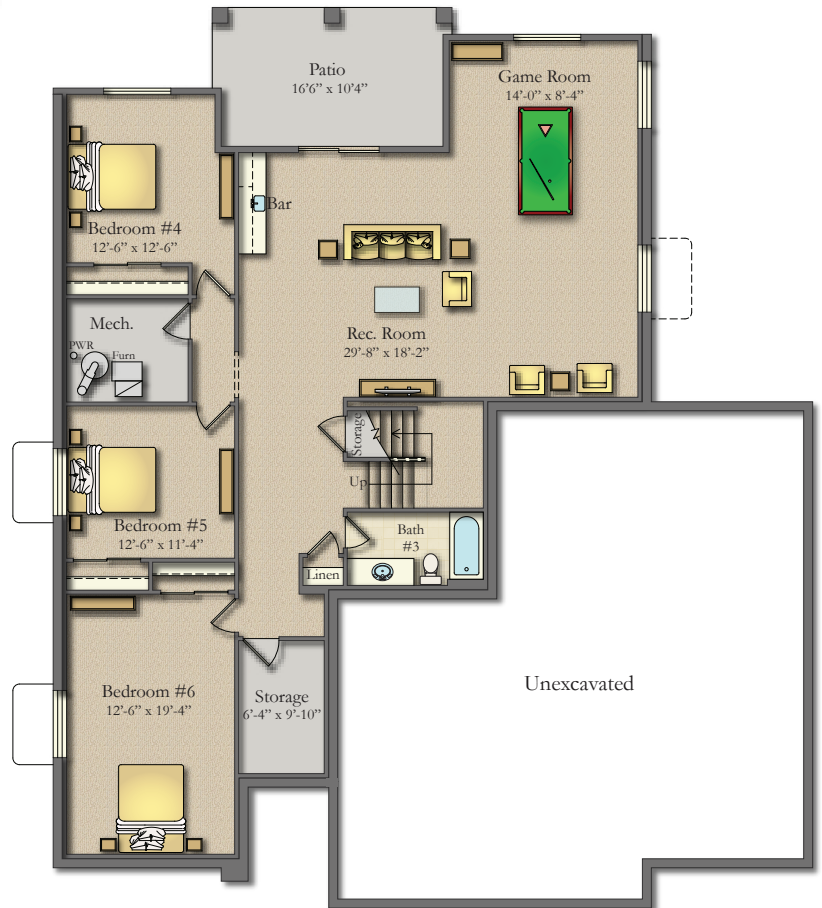 Patio
16’6” x 10’4”
Game Room
14’-0” x 8’-4”
Bar
Bedroom #4
12’-6” x 12’-6”
Mech.
PWR
Furn
Rec. Room
29’-8” x 18’-2”
Storage
Up
Bedroom #5
12’-6” x 11’-4”
Bath
#3
Linen
Bedroom #6
12’-6” x 19’-4”
Storage
6’-4” x 9’-10”
Unexcavated